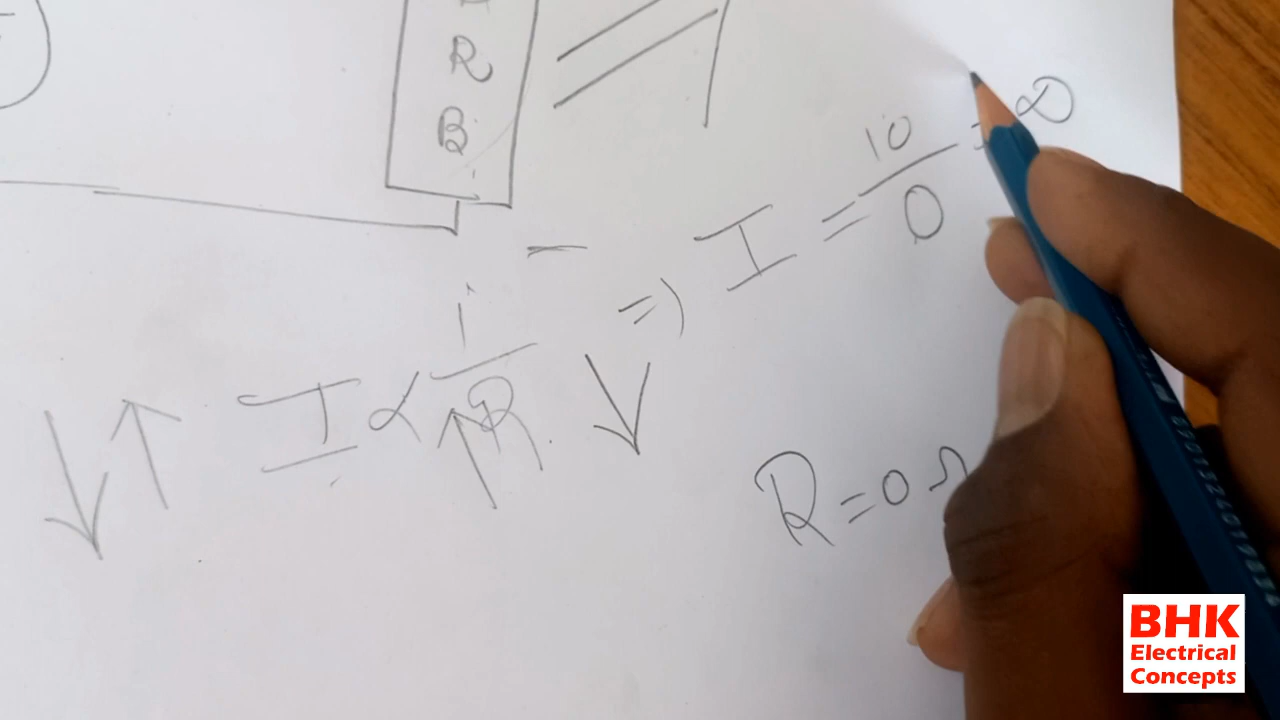 R
B
I ∝ 1/R
=> I = 10/0 = ∞
R = 0 Ω
BHK
Electrical
Concepts